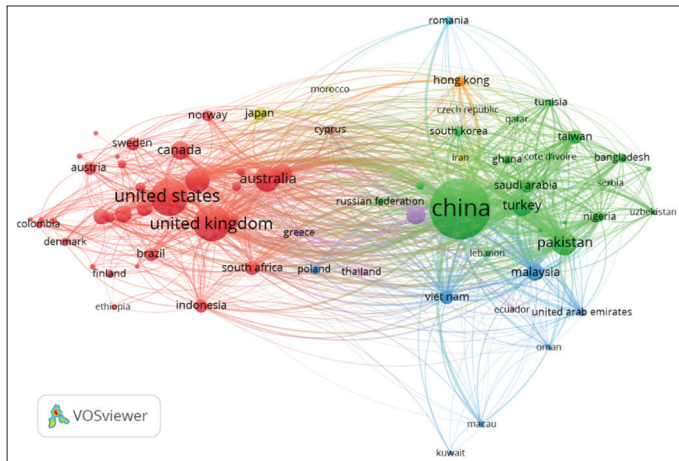 romania
hong kong
morocco
norway
japan
czech republic
tunisia
qatar
sweden
canada
cyprus
south korea
taiwan
austria
iran
ghana
cote d'ivoire
bangladesh
united states
australia
saudi arabia
serbia
russian federation
china
turkey
uzbekistan
colombia
united kingdom
nigeria
denmark
greece
pakistan
brazil
lebanon
finland
south africa
poland
thailand
malaysia
ethiopia
indonesia
viet nam
ecuador
united arab emirates
oman
VOSviewer
macau
kuwait